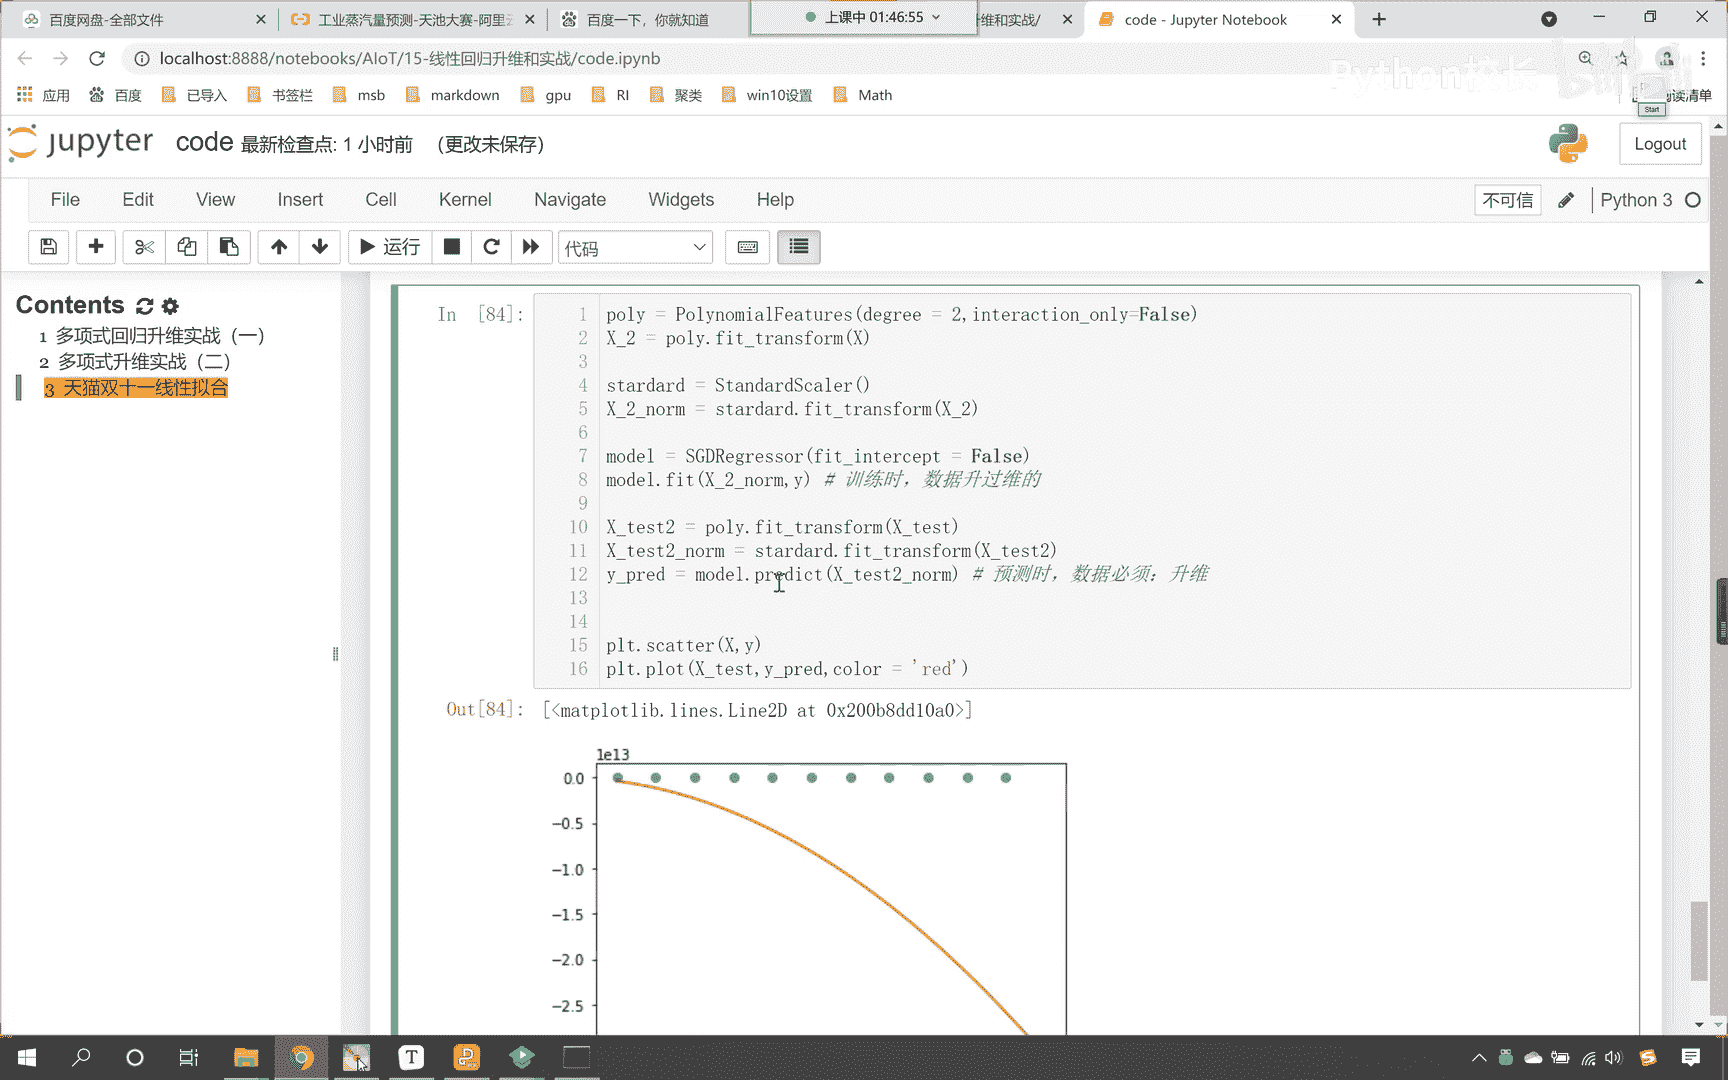 百度网盘-全部文件
工业蒸汽量预测-天池大赛-阿里云
百度一下，你就知道
上课中 01:46:55
维和实战/
code - Jupyter Notebook
localhost:8888/notebooks/AIoT/15-线性回归升维和实战/code.ipynb
应用 百度 已导入 书签栏 msb markdown gpu RI 聚类 win10设置 Math 阅读清单
Start
jupyter code 最新检查点: 1 小时前 (更改未保存)
Logout
File Edit View Insert Cell Kernel Navigate Widgets Help
不可信 Python 3
运行 代码
Contents
1 多项式回归升维实战（一）
2 多项式升维实战（二）
3 天猫双十一线性拟合
In [84]:
1 poly = PolynomialFeatures(degree = 2,interaction_only=False)
2 X_2 = poly.fit_transform(X)
3
4 stardard = StandardScaler()
5 X_2_norm = stardard.fit_transform(X_2)
6
7 model = SGDRegressor(fit_intercept = False)
8 model.fit(X_2_norm,y) # 训练时，数据升过维的
9
10 X_test2 = poly.fit_transform(X_test)
11 X_test2_norm = stardard.fit_transform(X_test2)
12 y_pred = model.predict(X_test2_norm) # 预测时，数据必须：升维
13
14
15 plt.scatter(X,y)
16 plt.plot(X_test,y_pred,color = 'red')
Out[84]: [<matplotlib.lines.Line2D at 0x200b8dd10a0>]
1e13
0.0
−0.5
−1.0
−1.5
−2.0
−2.5